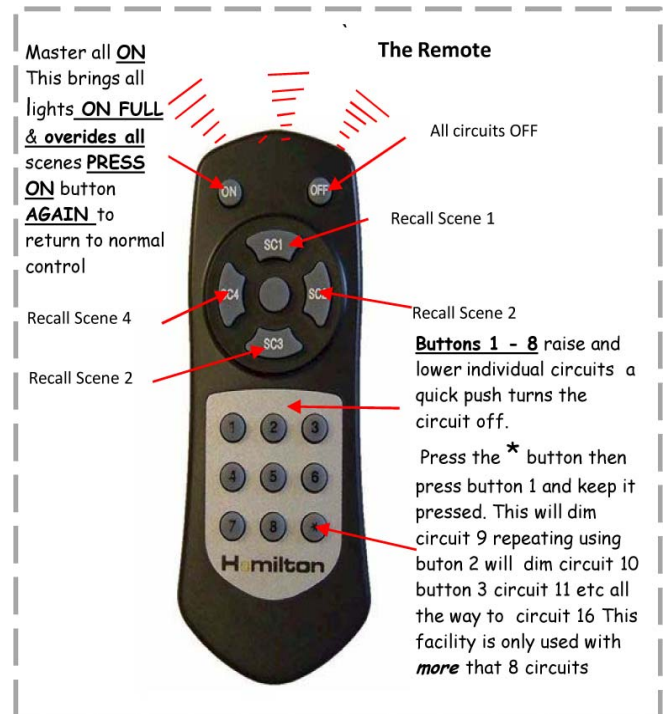 `
The Remote
Master all ON
This brings all
lights ON FULL
& overides all
scenes PRESS
ON button
AGAIN to
return to normal
control
All circuits OFF
ON
OFF
Recall Scene 1
SC1
SC4
SC2
SC3
Recall Scene 4
Recall Scene 2
Recall Scene 2
Buttons 1 - 8 raise and
lower individual circuits a
quick push turns the
circuit off.
1 2 3
4 5 6
7 8 *
Hamilton
Press the * button then
press button 1 and keep it
pressed. This will dim
circuit 9 repeating using
buton 2 will dim circuit 10
button 3 circuit 11 etc all
the way to circuit 16 This
facility is only used with
more that 8 circuits